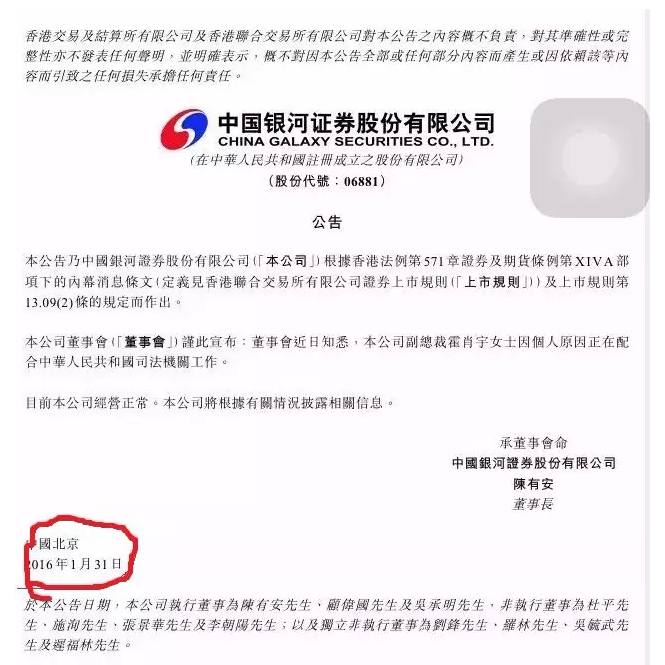 香港交易及結算所有限公司及香港聯合交易所有限公司對本公告之內容概不負責，對其準確性或完
整性亦不發表任何聲明，並明確表示，概不對因本公告全部或任何部分內容而產生或因依賴該等內
容而引致之任何損失承擔任何責任。
中国银河证券股份有限公司
CHINA GALAXY SECURITIES CO., LTD.
(在中華人民共和國註冊成立之股份有限公司)
(股份代號：06881)
公告
本公告乃中國銀河證券股份有限公司(「本公司」)根據香港法例第571章證券及期貨條例第XIVA部
項下的內幕消息條文(定義見香港聯合交易所有限公司證券上市規則(「上市規則」))及上市規則第
13.09(2)條的規定而作出。
本公司董事會(「董事會」)謹此宣布：董事會近日知悉，本公司副總裁霍肖宇女士因個人原因正在配
合中華人民共和國司法機關工作。
目前本公司經營正常。本公司將根據有關情況披露相關信息。
承董事會命
中國銀河證券股份有限公司
陳有安
董事長
中國北京
2016年1月31日
於本公告日期，本公司執行董事為陳有安先生、顧偉國先生及吳承明先生，非執行董事為杜平先
生、施洵先生、張景華先生及李朝陽先生；以及獨立非執行董事為劉鋒先生、羅林先生、吳毓武先
生及遲福林先生。